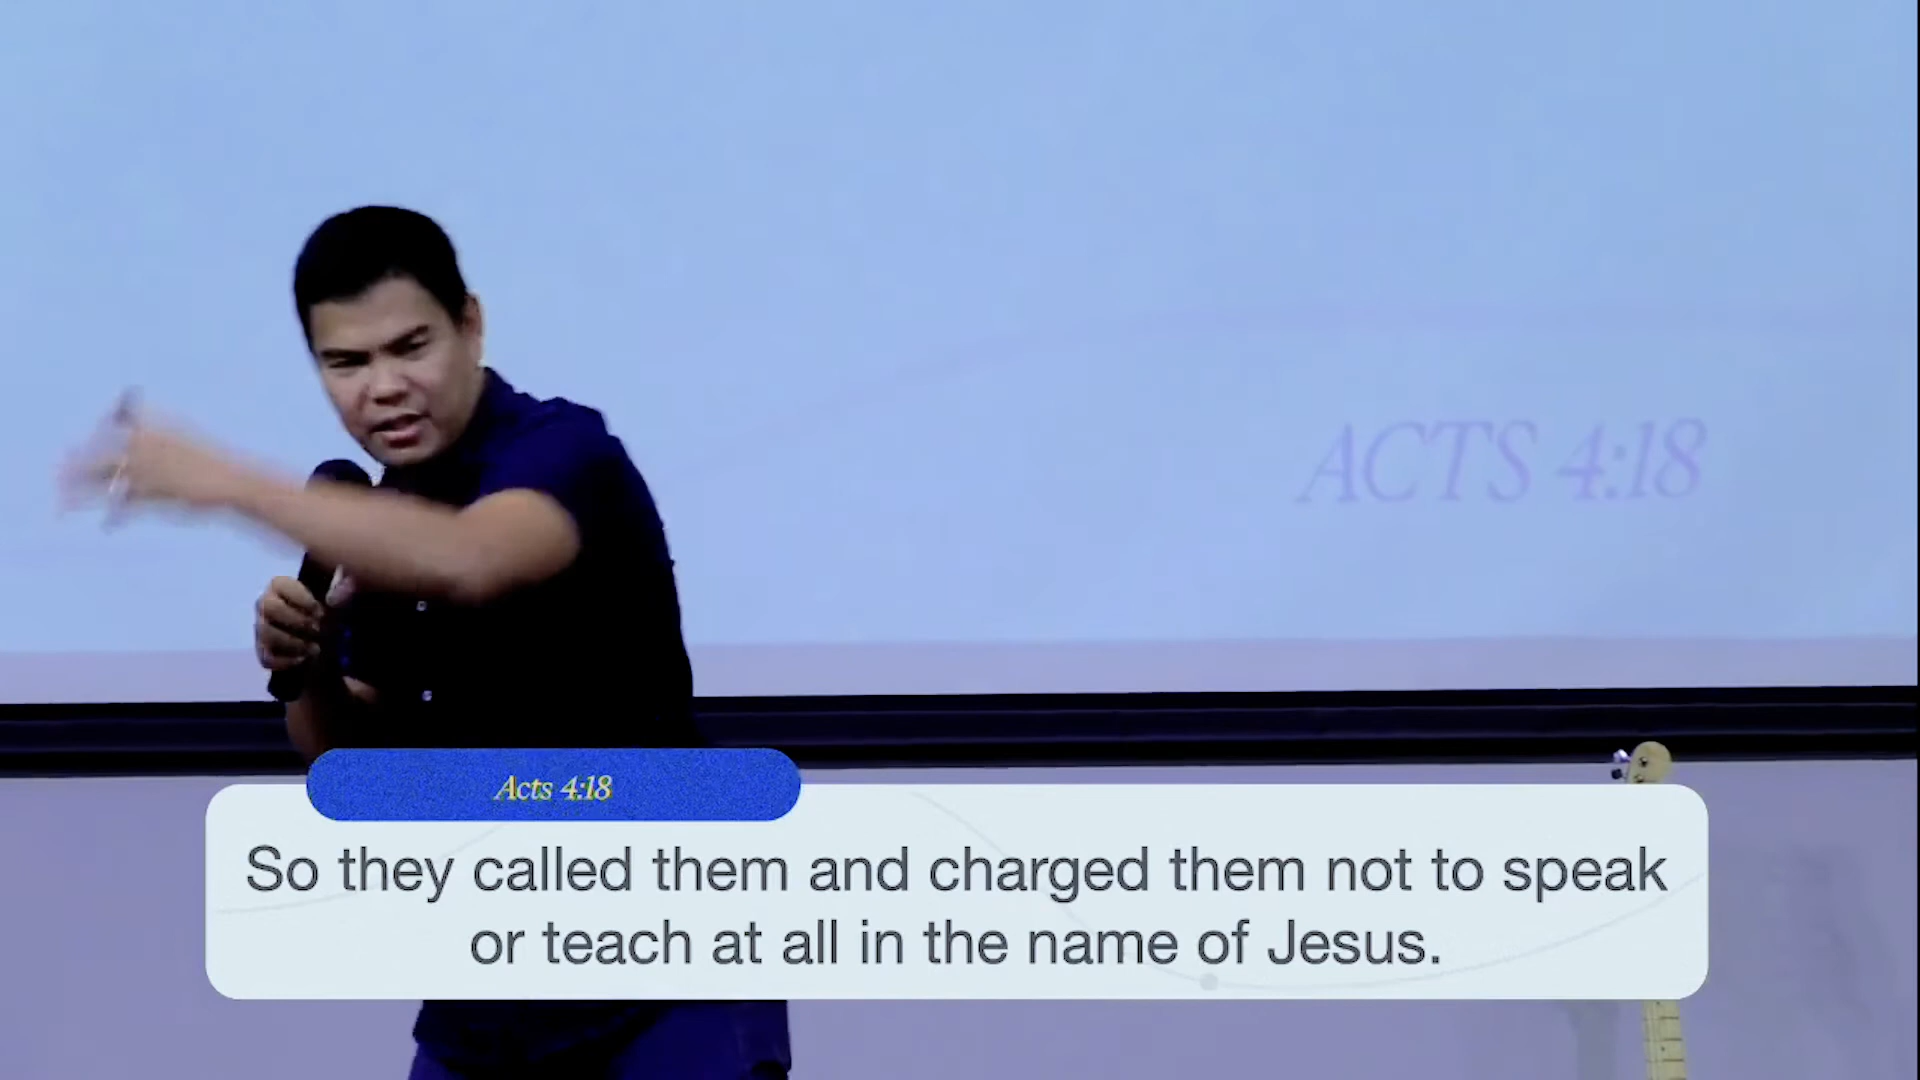 ACTS 4:18
Acts 4:18
So they called them and charged them not to speak
or teach at all in the name of Jesus.